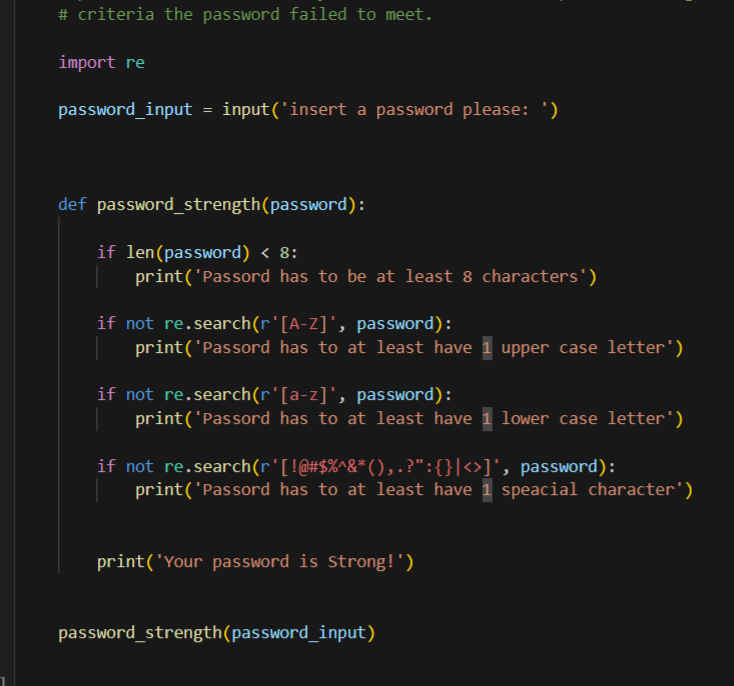 # criteria the password failed to meet.
import re
password_input = input('insert a password please: ')
def password_strength(password):
if len(password) < 8:
print('Passord has to be at least 8 characters')
if not re.search(r'[A-Z]', password):
print('Passord has to at least have 1 upper case letter')
if not re.search(r'[a-z]', password):
print('Passord has to at least have 1 lower case letter')
if not re.search(r'[!@#$%^&*(),.?":{}|<>]', password):
print('Passord has to at least have 1 speacial character')
print('Your password is Strong!')
password_strength(password_input)